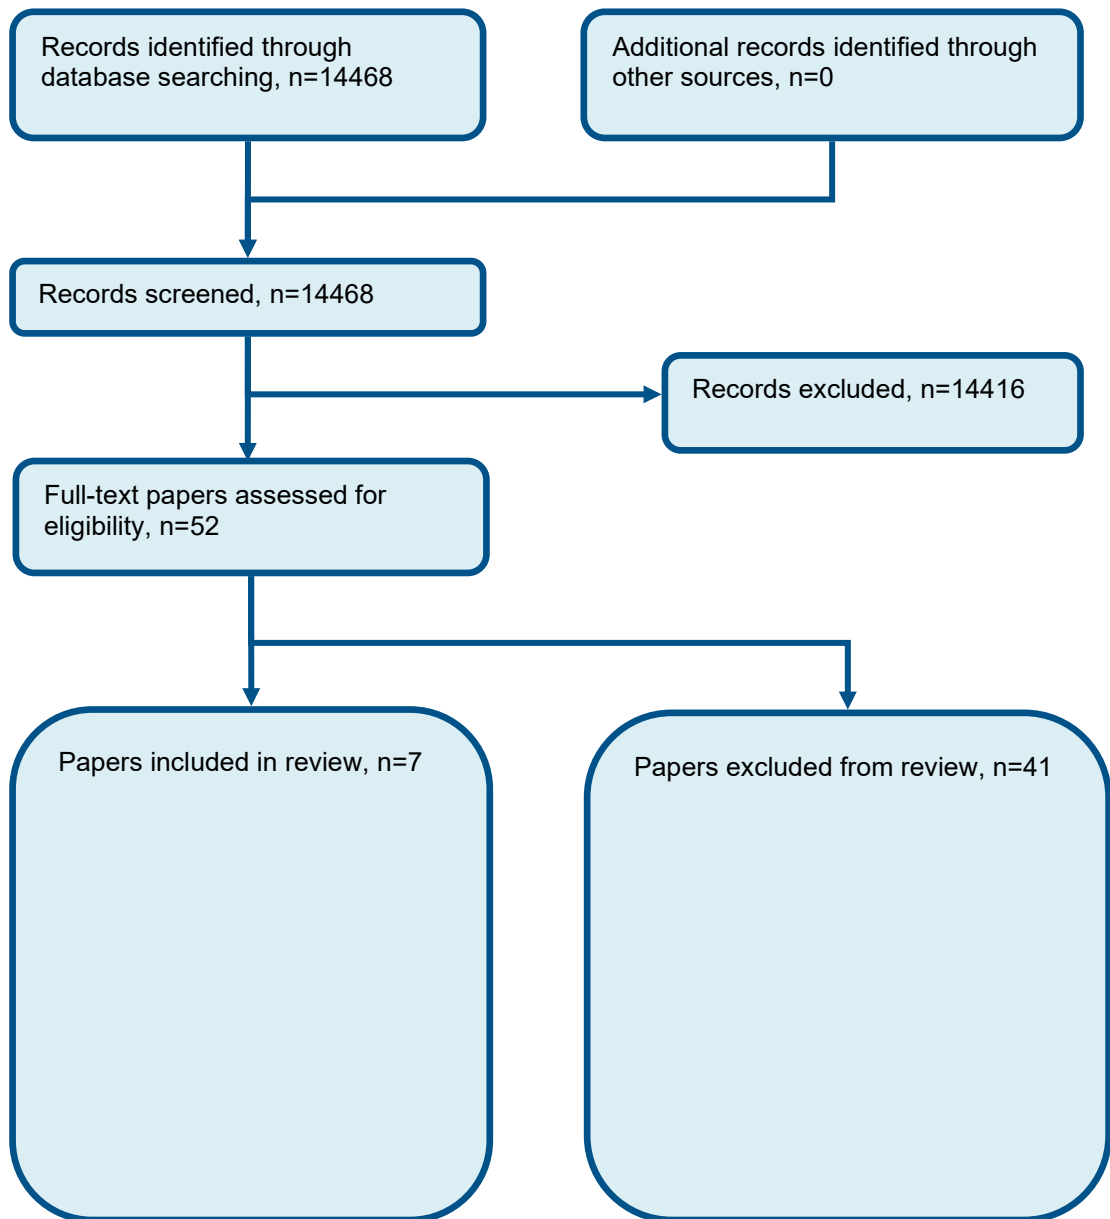 Records identified through
database searching, n=14468
Additional records identified through
other sources, n=0
Records screened, n=14468
Records excluded, n=14416
Full-text papers assessed for
eligibility, n=52
Papers included in review, n=7
Papers excluded from review, n=41